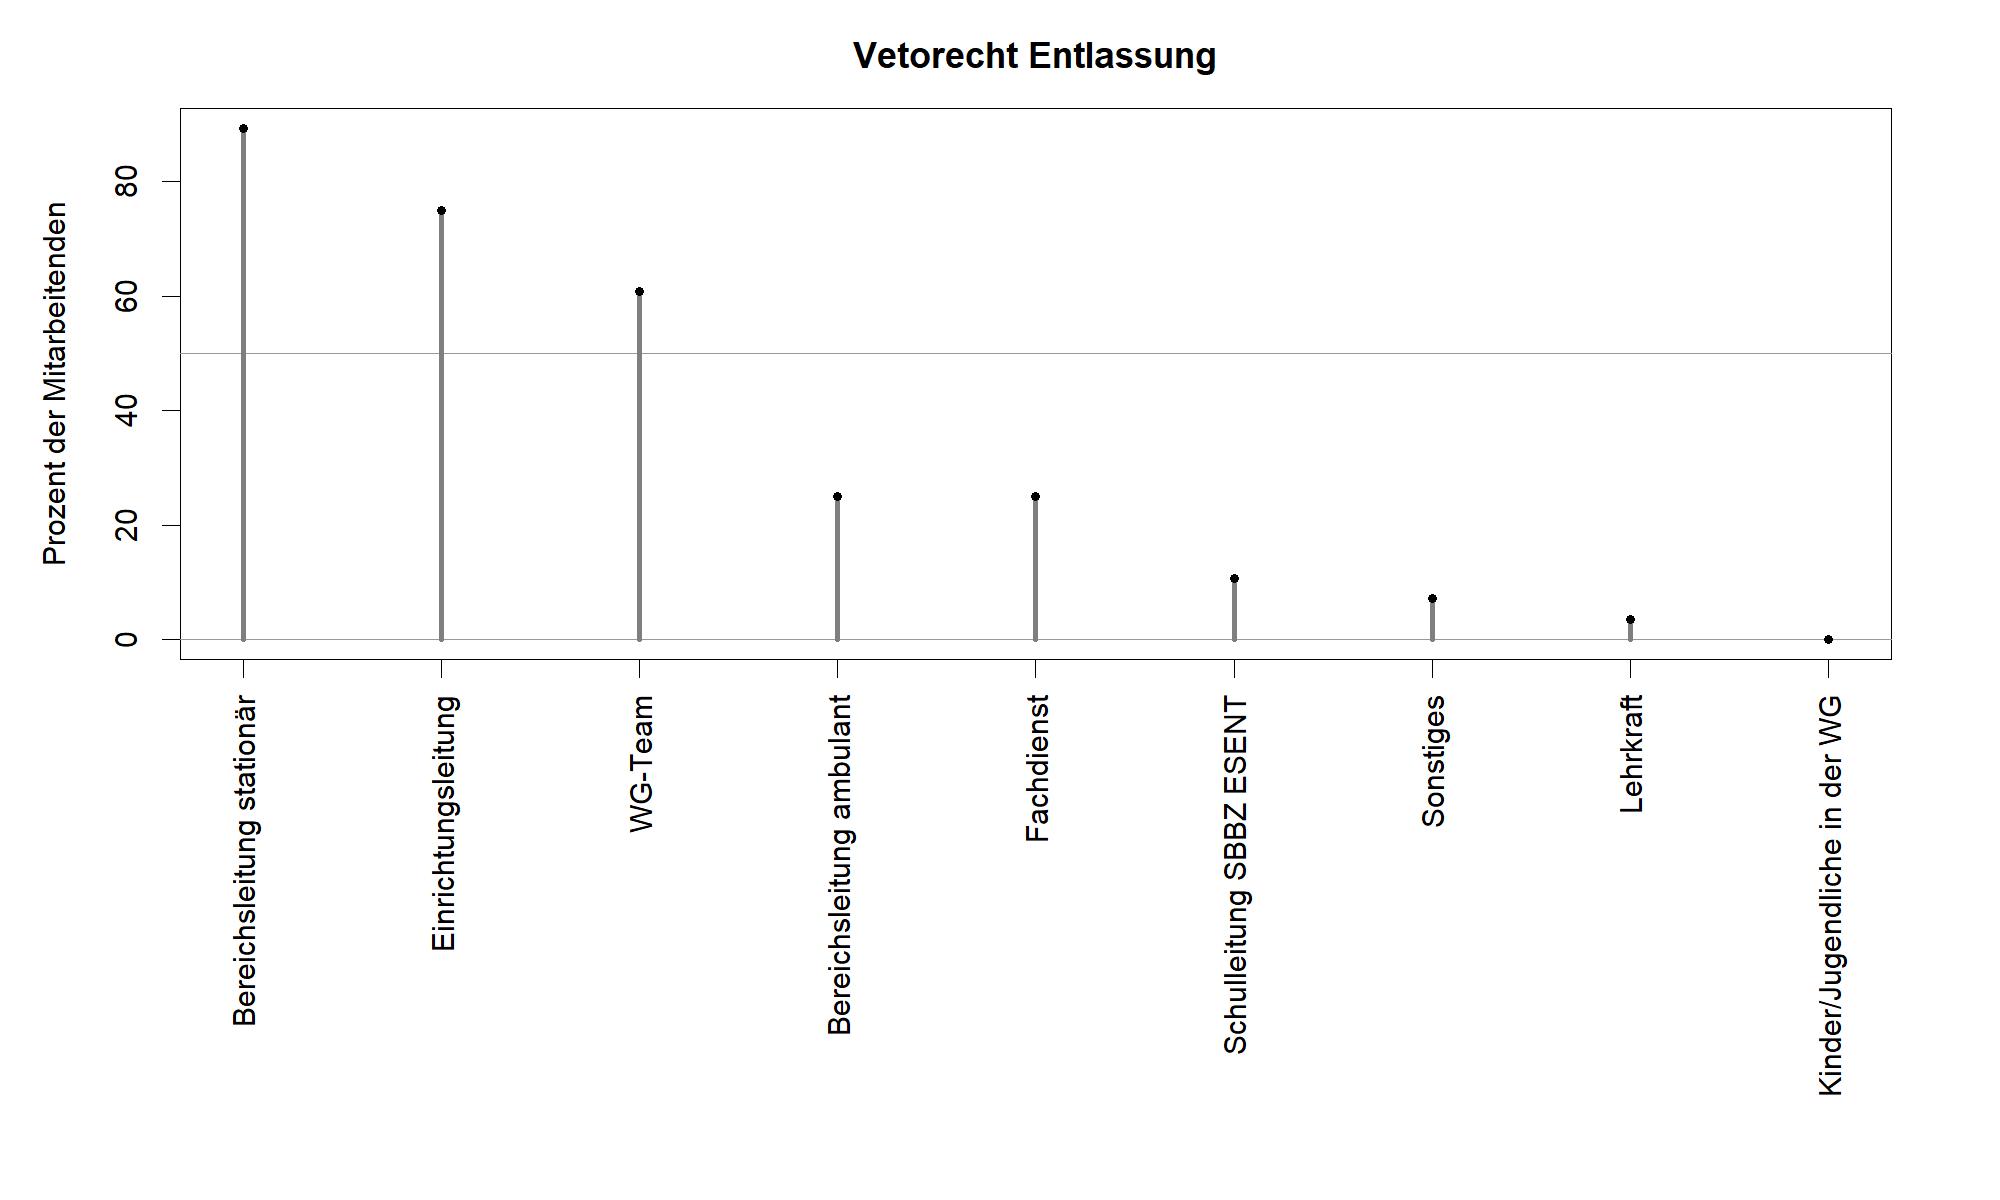 Vetorecht Entlassung
Prozent der Mitarbeitenden
80
60
40
20
0
Bereichsleitung stationär
Einrichtungsleitung
WG-Team
Bereichsleitung ambulant
Fachdienst
Schulleitung SBBZ ESENT
Sonstiges
Lehrkraft
Kinder/Jugendliche in der WG